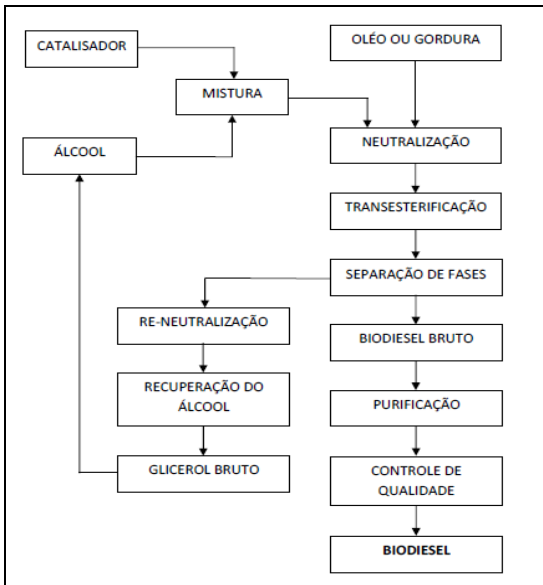 CATALISADOR
OLÉO OU GORDURA
MISTURA
ÁLCOOL
NEUTRALIZAÇÃO
TRANSESTERIFICAÇÃO
SEPARAÇÃO DE FASES
RE-NEUTRALIZAÇÃO
BIODIESEL BRUTO
RECUPERAÇÃO DO
ÁLCOOL
PURIFICAÇÃO
GLICEROL BRUTO
CONTROLE DE
QUALIDADE
BIODIESEL